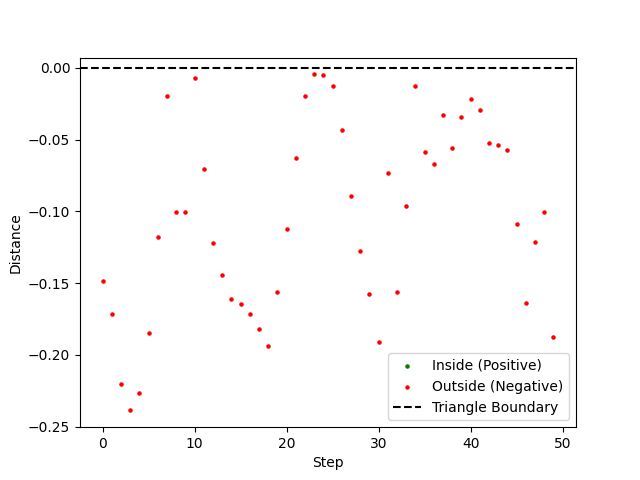 0.00
−0.05
−0.10
−0.15
−0.20
−0.25
Distance
0 10 20 30 40 50
Step
Inside (Positive)
Outside (Negative)
Triangle Boundary